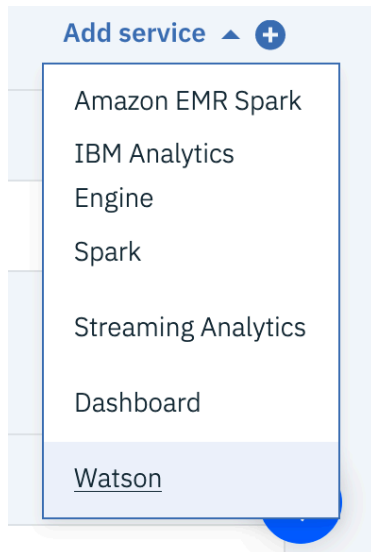 Add service
Amazon EMR Spark
IBM Analytics
Engine
Spark
Streaming Analytics
Dashboard
Watson